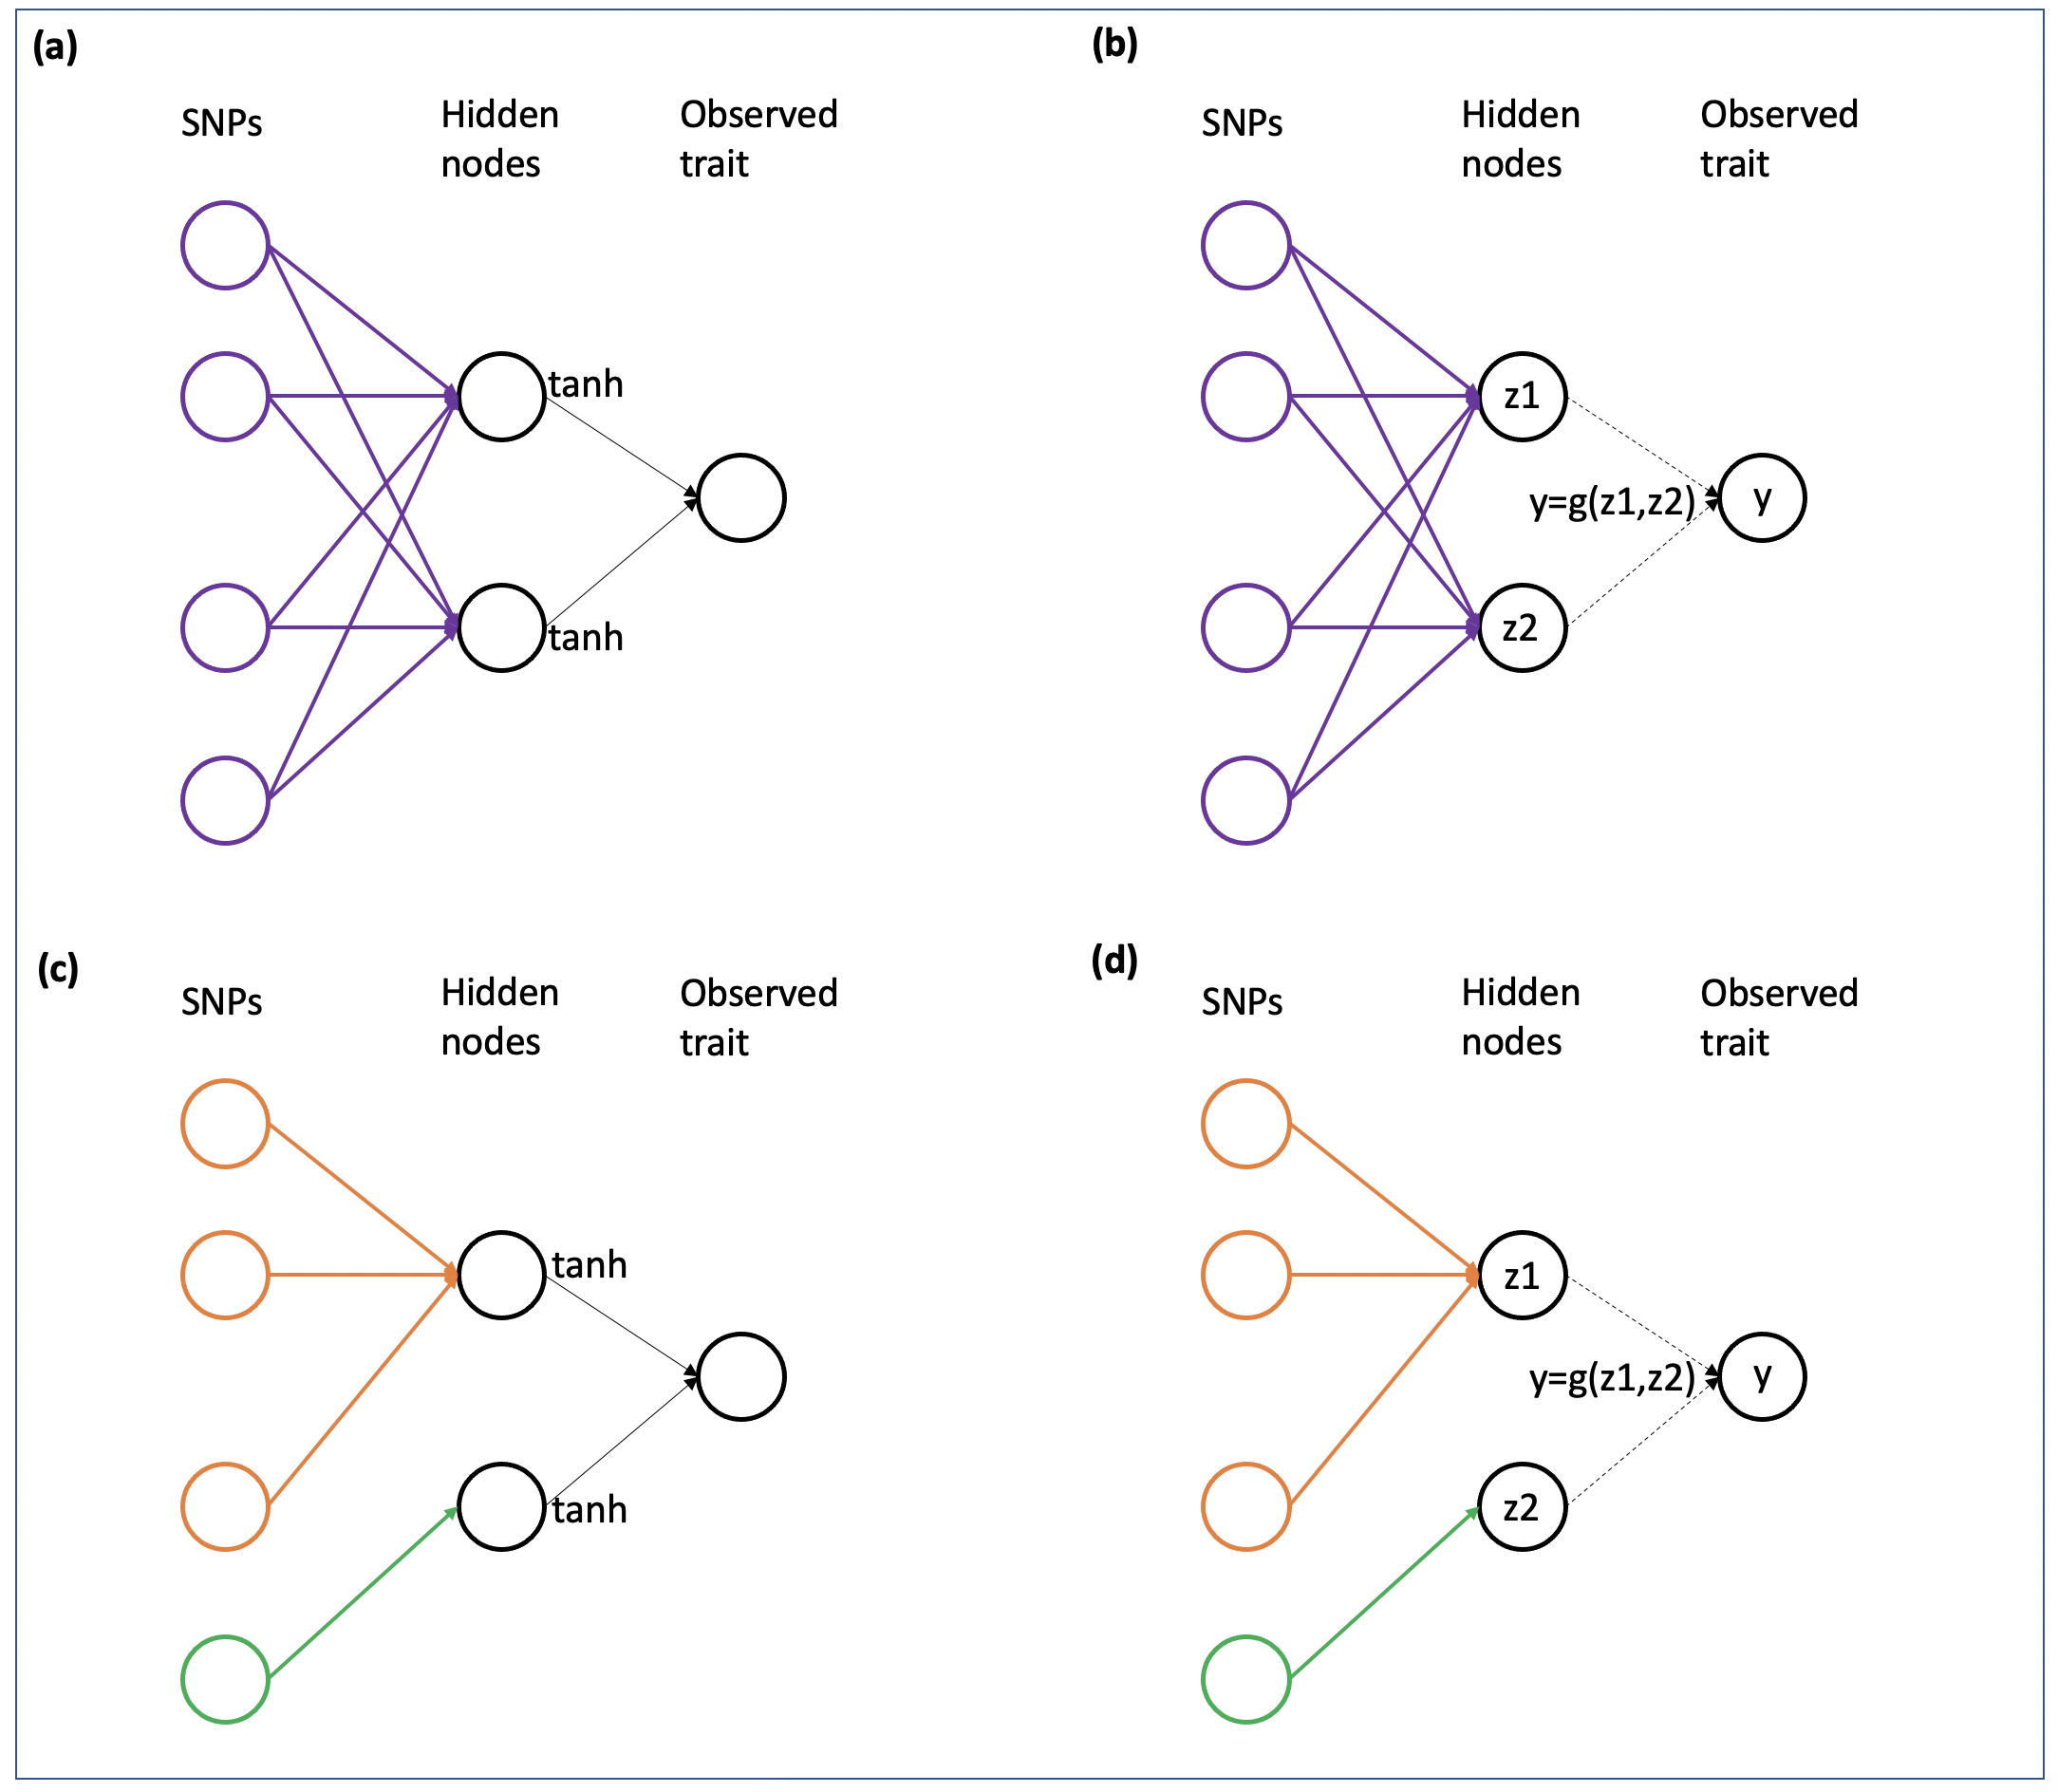 (a)
SNPs
Hidden
nodes
Observed
trait
tanh
tanh
(b)
SNPs
Hidden
nodes
Observed
trait
z1
y=g(z1,z2)
y
z2
(c)
SNPs
Hidden
nodes
Observed
trait
tanh
tanh
(d)
SNPs
Hidden
nodes
Observed
trait
z1
y=g(z1,z2)
y
z2